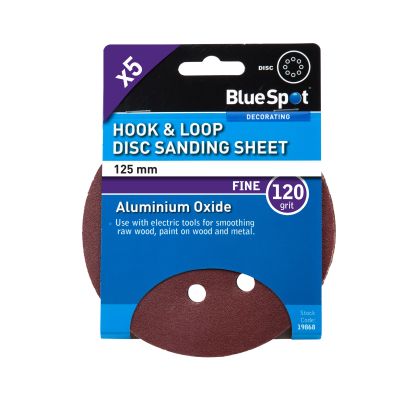 x5
DISC
BlueSpot
DECORATING
HOOK & LOOP
DISC SANDING SHEET
125 mm
FINE
120
grit
Aluminium Oxide
· Use with electric tools for smoothing
raw wood, paint on wood and metal.
Stock
Code:
19868